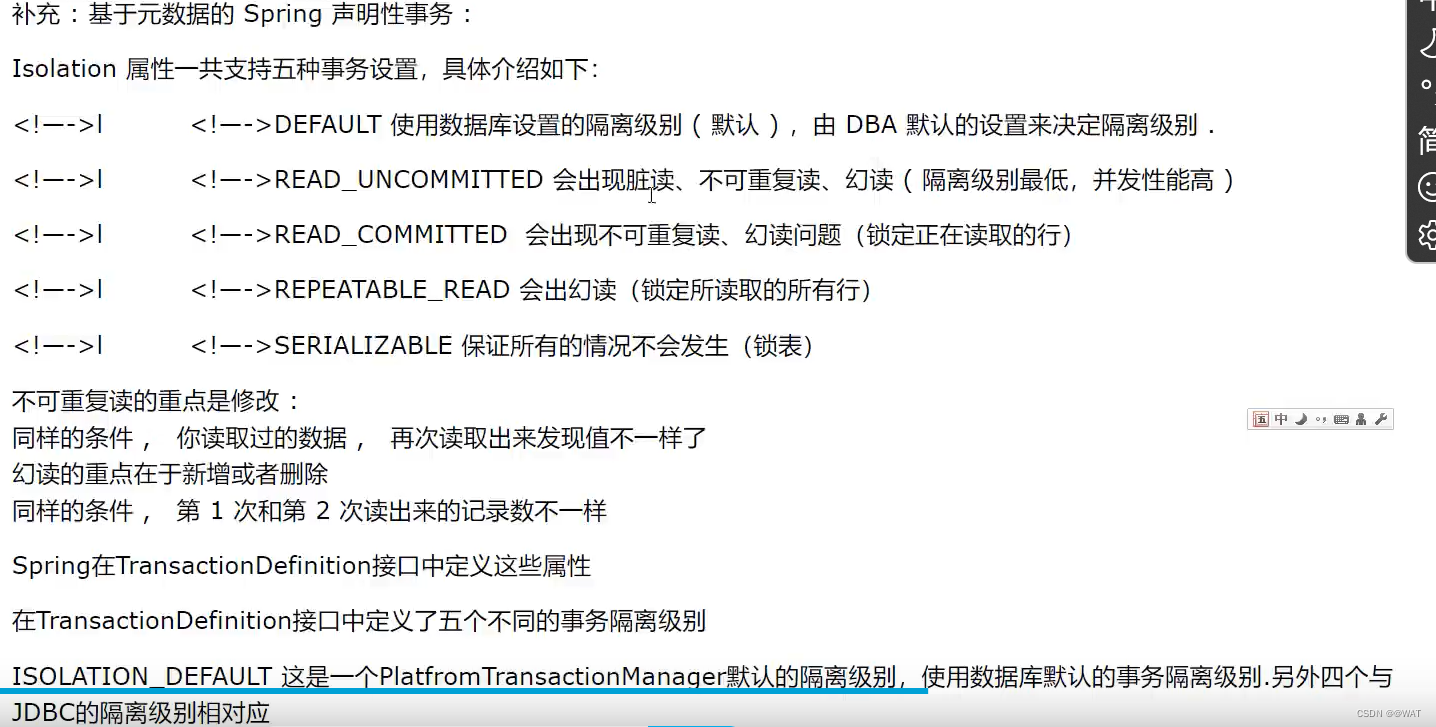 补充：基于元数据的 Spring 声明性事务：
Isolation 属性一共支持五种事务设置，具体介绍如下：
<!—->l <!—->DEFAULT 使用数据库设置的隔离级别 ( 默认 ) ，由 DBA 默认的设置来决定隔离级别 .
<!—->l <!—->READ_UNCOMMITTED 会出现脏读、不可重复读、幻读 ( 隔离级别最低，并发性能高 )
<!—->l <!—->READ_COMMITTED 会出现不可重复读、幻读问题（锁定正在读取的行）
<!—->l <!—->REPEATABLE_READ 会出幻读（锁定所读取的所有行）
<!—->l <!—->SERIALIZABLE 保证所有的情况不会发生（锁表）
不可重复读的重点是修改：
同样的条件， 你读取过的数据， 再次读取出来发现值不一样了
幻读的重点在于新增或者删除
同样的条件， 第 1 次和第 2 次读出来的记录数不一样
Spring在TransactionDefinition接口中定义这些属性
在TransactionDefinition接口中定义了五个不同的事务隔离级别
ISOLATION_DEFAULT 这是一个PlatfromTransactionManager默认的隔离级别，使用数据库默认的事务隔离级别.另外四个与
JDBC的隔离级别相对应
简
五 中
CSDN @@WAT